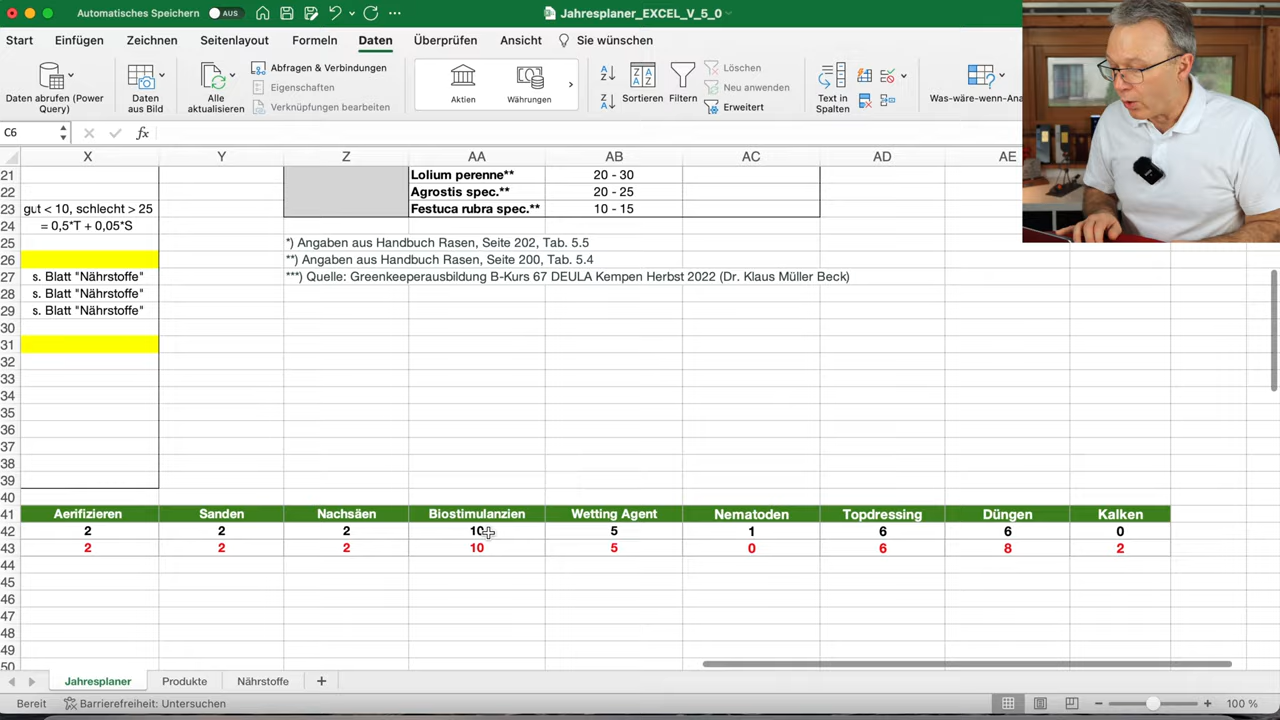 Automatisches Speichern AUS Jahresplaner_EXCEL_V_5_0
Start Einfügen Zeichnen Seitenlayout Formeln Daten Überprüfen Ansicht Sie wünschen
Daten abrufen (Power Query)
Daten aus Bild
Alle aktualisieren
Abfragen & Verbindungen
Eigenschaften
Verknüpfungen bearbeiten
Aktien Währungen
Sortieren Filtern
Löschen
Neu anwenden
Erweitert
Text in Spalten
Was-wäre-wenn-Ana
C6 fx
X Y Z AA AB AC AD AE
21 Lolium perenne** 20 - 30
22 Agrostis spec.** 20 - 25
23 gut < 10, schlecht > 25 Festuca rubra spec.** 10 - 15
24 = 0,5*T + 0,05*S
25 *) Angaben aus Handbuch Rasen, Seite 202, Tab. 5.5
26 **) Angaben aus Handbuch Rasen, Seite 200, Tab. 5.4
27 s. Blatt "Nährstoffe" ***) Quelle: Greenkeeperausbildung B-Kurs 67 DEULA Kempen Herbst 2022 (Dr. Klaus Müller Beck)
28 s. Blatt "Nährstoffe"
29 s. Blatt "Nährstoffe"
30
31
32
33
34
35
36
37
38
39
40
41 Aerifizieren Sanden Nachsäen Biostimulanzien Wetting Agent Nematoden Topdressing Düngen Kalken
42 2 2 2 10 5 1 6 6 0
43 2 2 2 10 5 0 6 8 2
44
45
46
47
48
49
50
Jahresplaner Produkte Nährstoffe +
Bereit Barrierefreiheit: Untersuchen 100 %